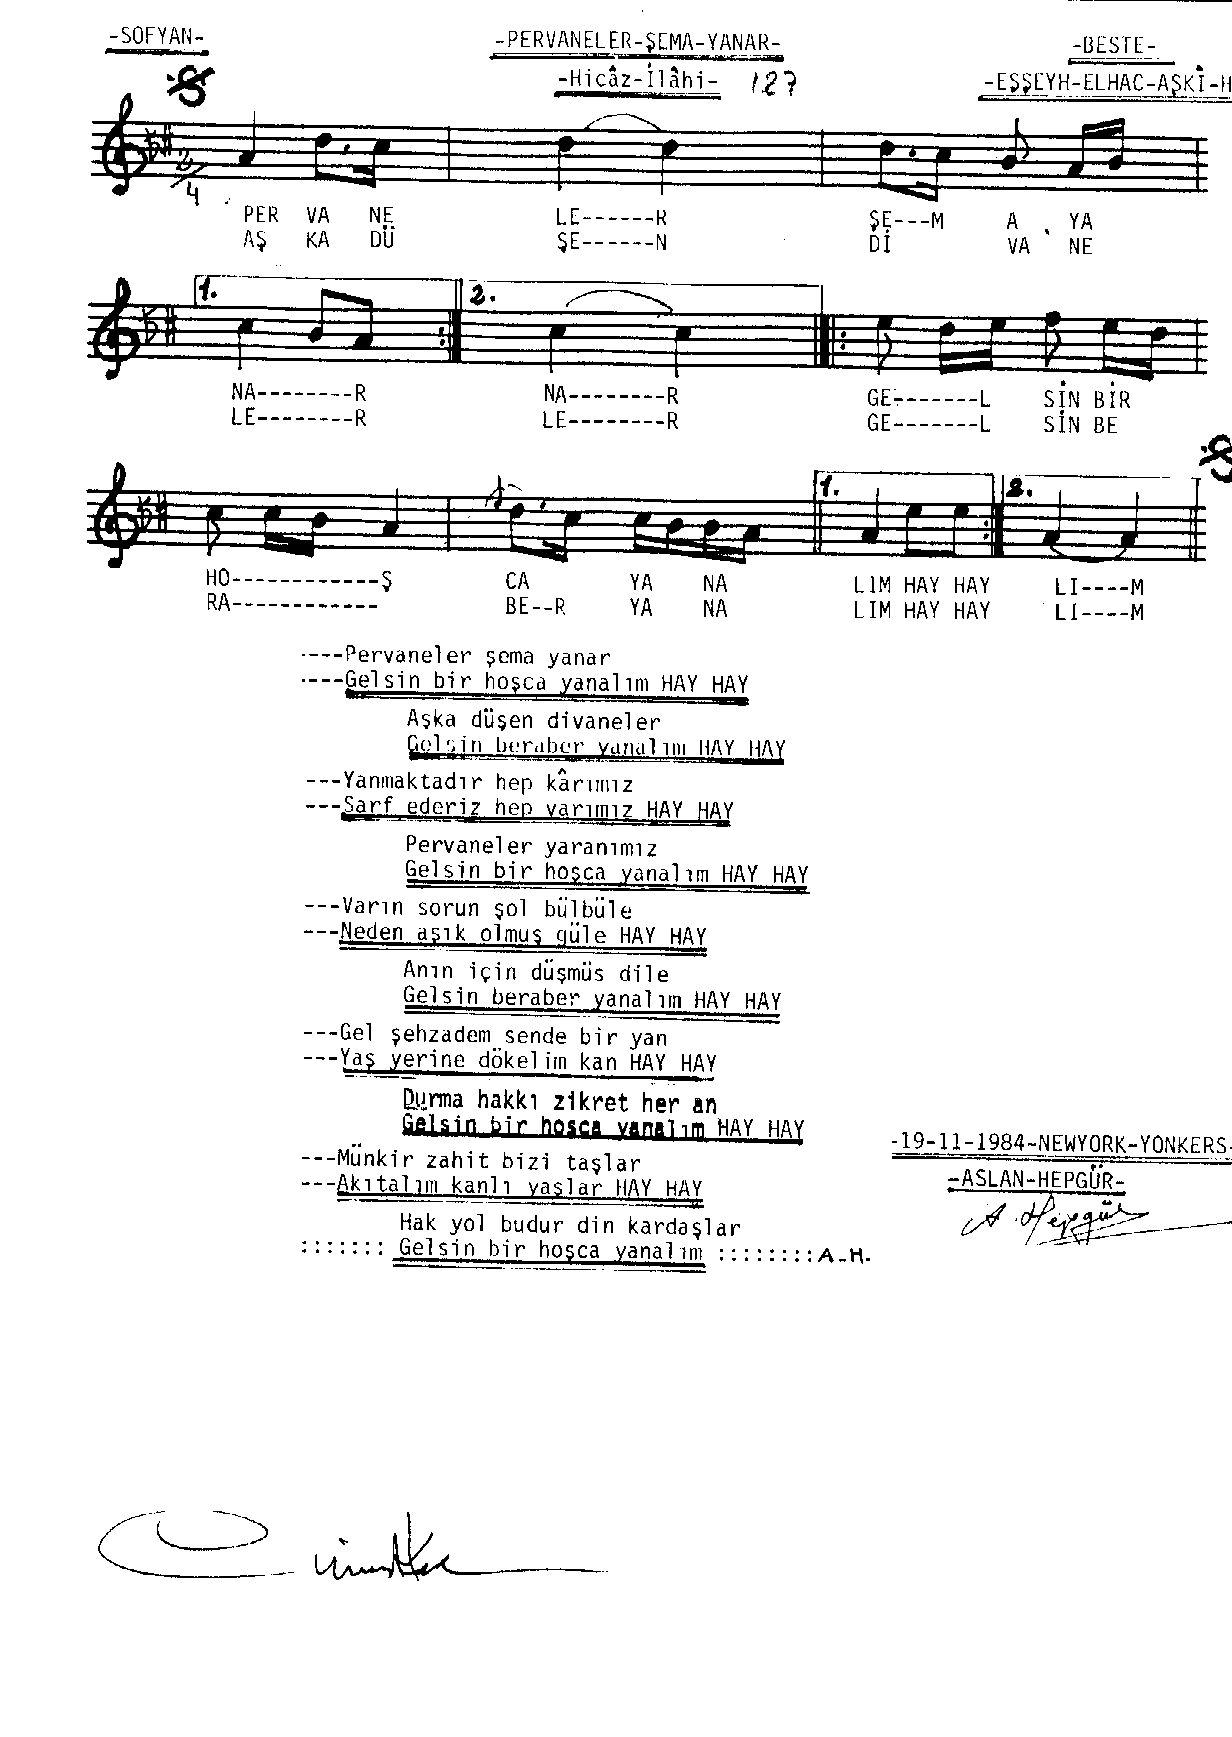 -SOFYAN-
-PERVANELER-ŞEMA-YANAR-
-BESTE-
-Hicâz-İlâhi- 127
-EŞŞEYH-ELHAC-AŞKÎ-H
2/4
PER VA NE LE------R ŞE---M A YA
AŞ KA DÜ ŞE------N Dİ VA NE
1. 2.
NA--------R NA--------R GE-------L SİN BİR
LE--------R LE--------R GE-------L SİN BE
1. 2.
HO------------Ş CA YA NA LIM HAY HAY LI----M
RA------------ BE--R YA NA LIM HAY HAY LI----M
----Pervaneler şema yanar
----Gelsin bir hoşca yanalım HAY HAY
Aşka düşen divaneler
Gelsin beraber yanalım HAY HAY
---Yanmaktadır hep kârımız
---Sarf ederiz hep varımız HAY HAY
Pervaneler yaranımız
Gelsin bir hoşca yanalım HAY HAY
---Varın sorun şol bülbüle
---Neden aşık olmuş güle HAY HAY
Anın için düşmüs dile
Gelsin beraber yanalım HAY HAY
---Gel şehzadem sende bir yan
---Yaş yerine dökelim kan HAY HAY
Durma hakkı zikret her an
Gelsin bir hoşca yanalım HAY HAY
-19-11-1984-NEWYORK-YONKERS-
---Münkir zahit bizi taşlar
-ASLAN-HEPGÜR-
---Akıtalım kanlı yaşlar HAY HAY
A. Hepgür
Hak yol budur din kardaşlar
::::::: Gelsin bir hoşca yanalım ::::::::A-H.